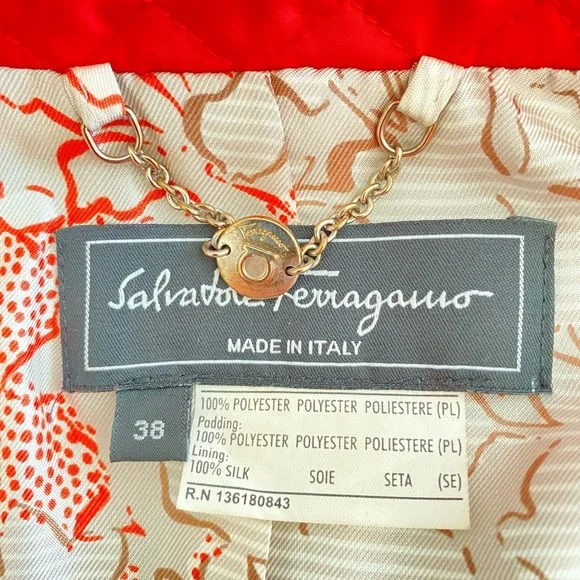 Ferragamo
Salvatore Ferragamo
MADE IN ITALY
38
100% POLYESTER POLYESTER POLIESTERE (PL)
Padding:
100% POLYESTER POLYESTER POLIESTERE (PL)
Lining:
100% SILK SOIE SETA (SE)
R.N 136180843